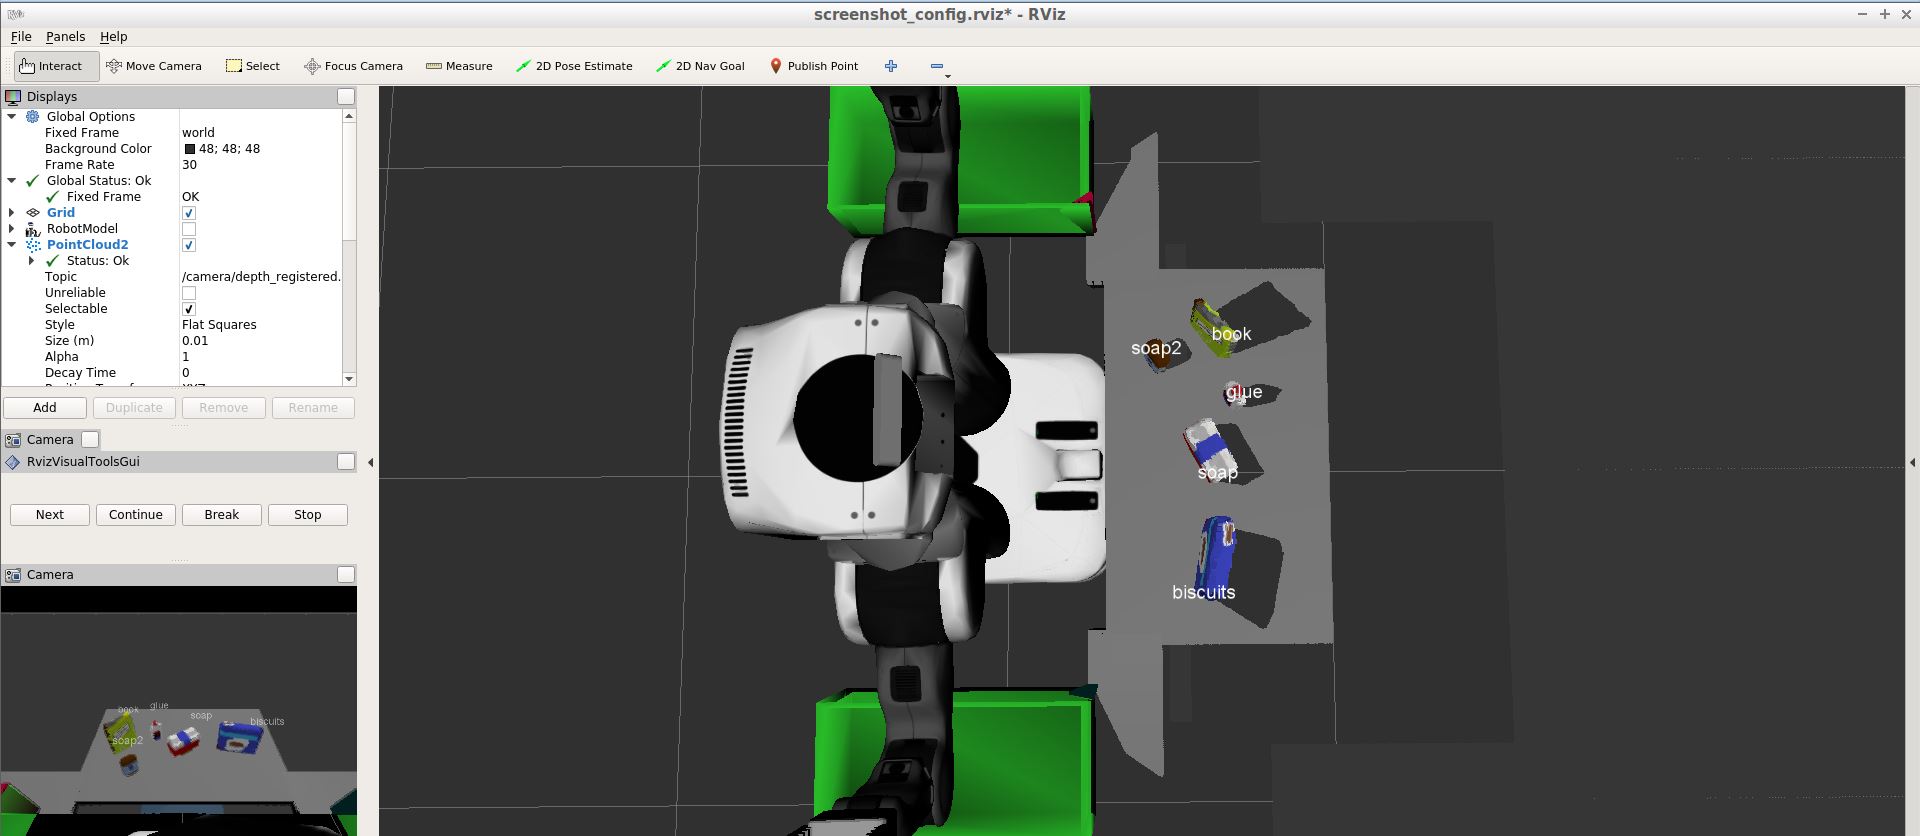 screenshot_config.rviz* - RViz
File Panels Help
Interact Move Camera Select Focus Camera Measure 2D Pose Estimate 2D Nav Goal Publish Point
Displays
Global Options
Fixed Frame world
Background Color 48; 48; 48
Frame Rate 30
Global Status: Ok
Fixed Frame OK
Grid
RobotModel
PointCloud2
Status: Ok
Topic /camera/depth_registered.
Unreliable
Selectable
Style Flat Squares
Size (m) 0.01
Alpha 1
Decay Time 0
Add Duplicate Remove Rename
Camera
RvizVisualToolsGui
Next Continue Break Stop
Camera
book glue soap biscuits
soap2
book
soap2
glue
soap
biscuits